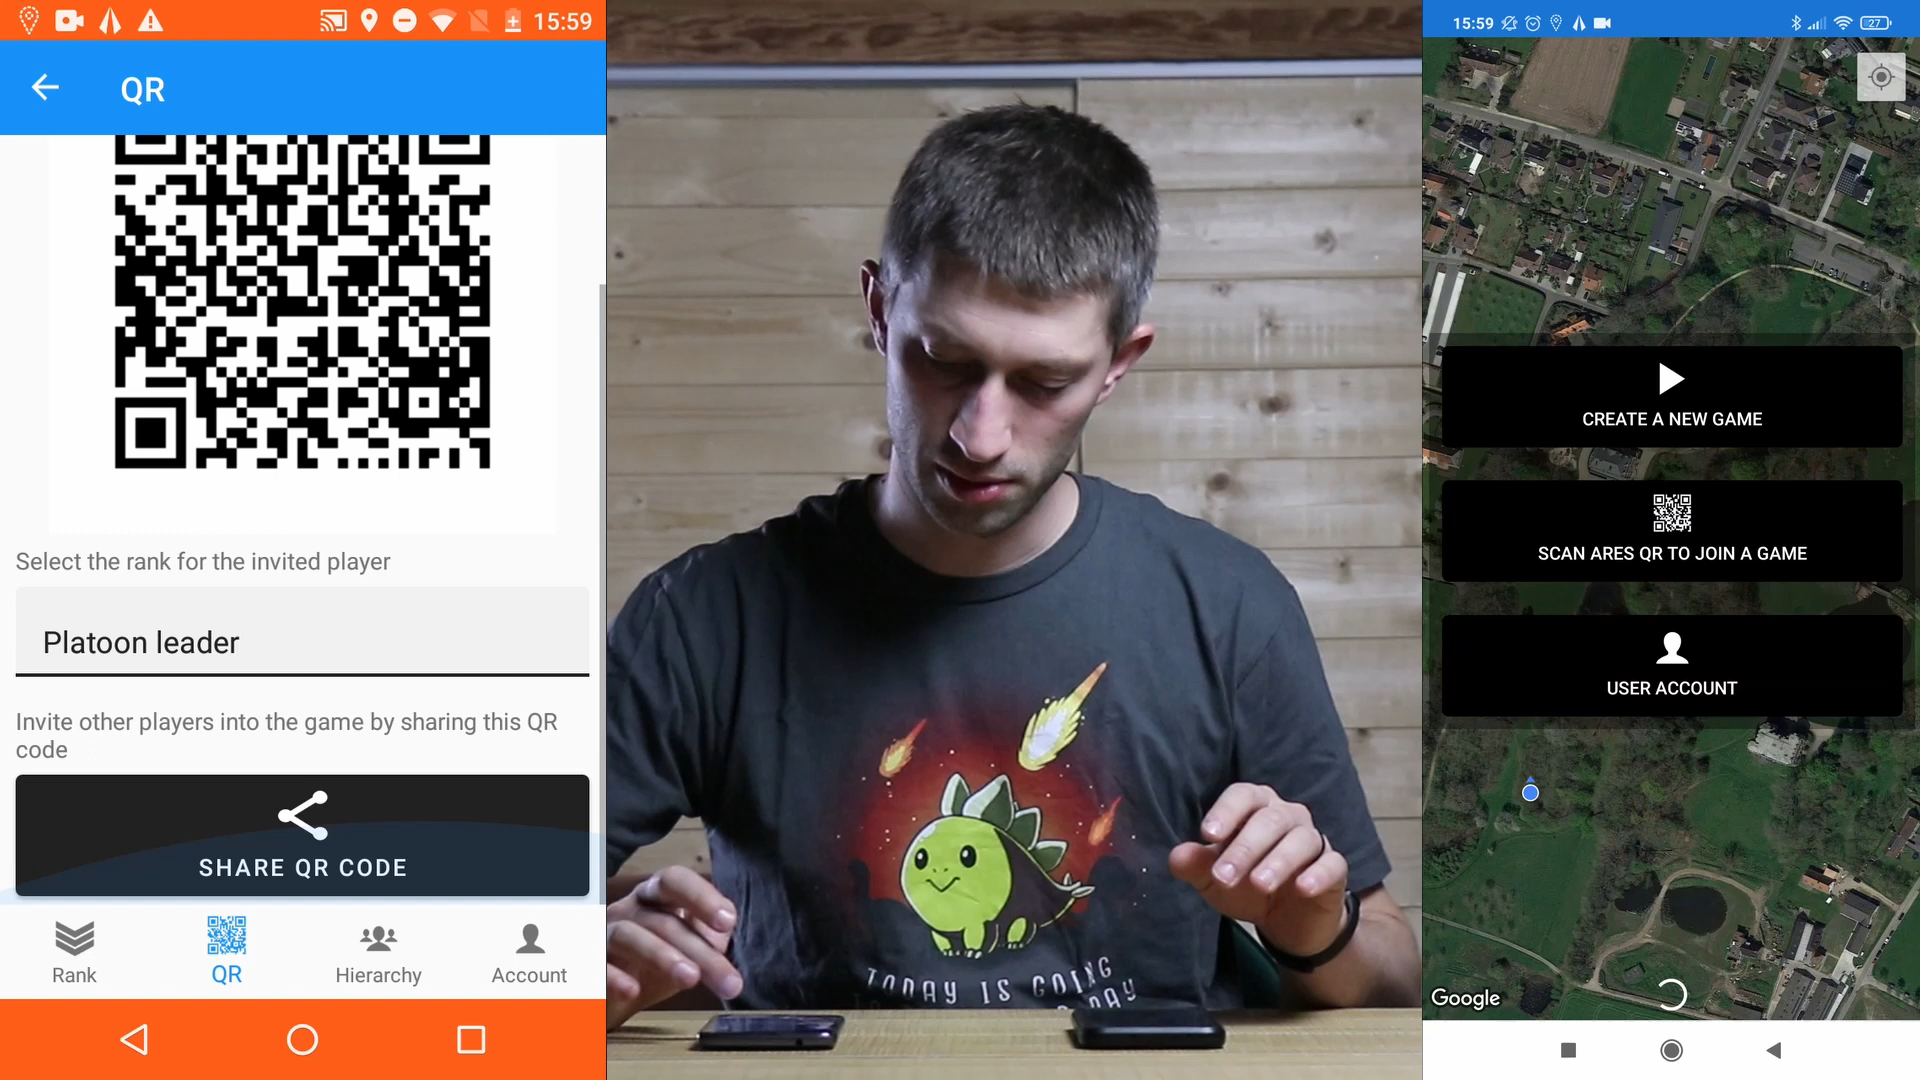 15:59
QR
Select the rank for the invited player
Platoon leader
Invite other players into the game by sharing this QR
code
SHARE QR CODE
Rank
QR
Hierarchy
Account
TODAY IS GOING
DAY
15:59
27
CREATE A NEW GAME
SCAN ARES QR TO JOIN A GAME
USER ACCOUNT
Google